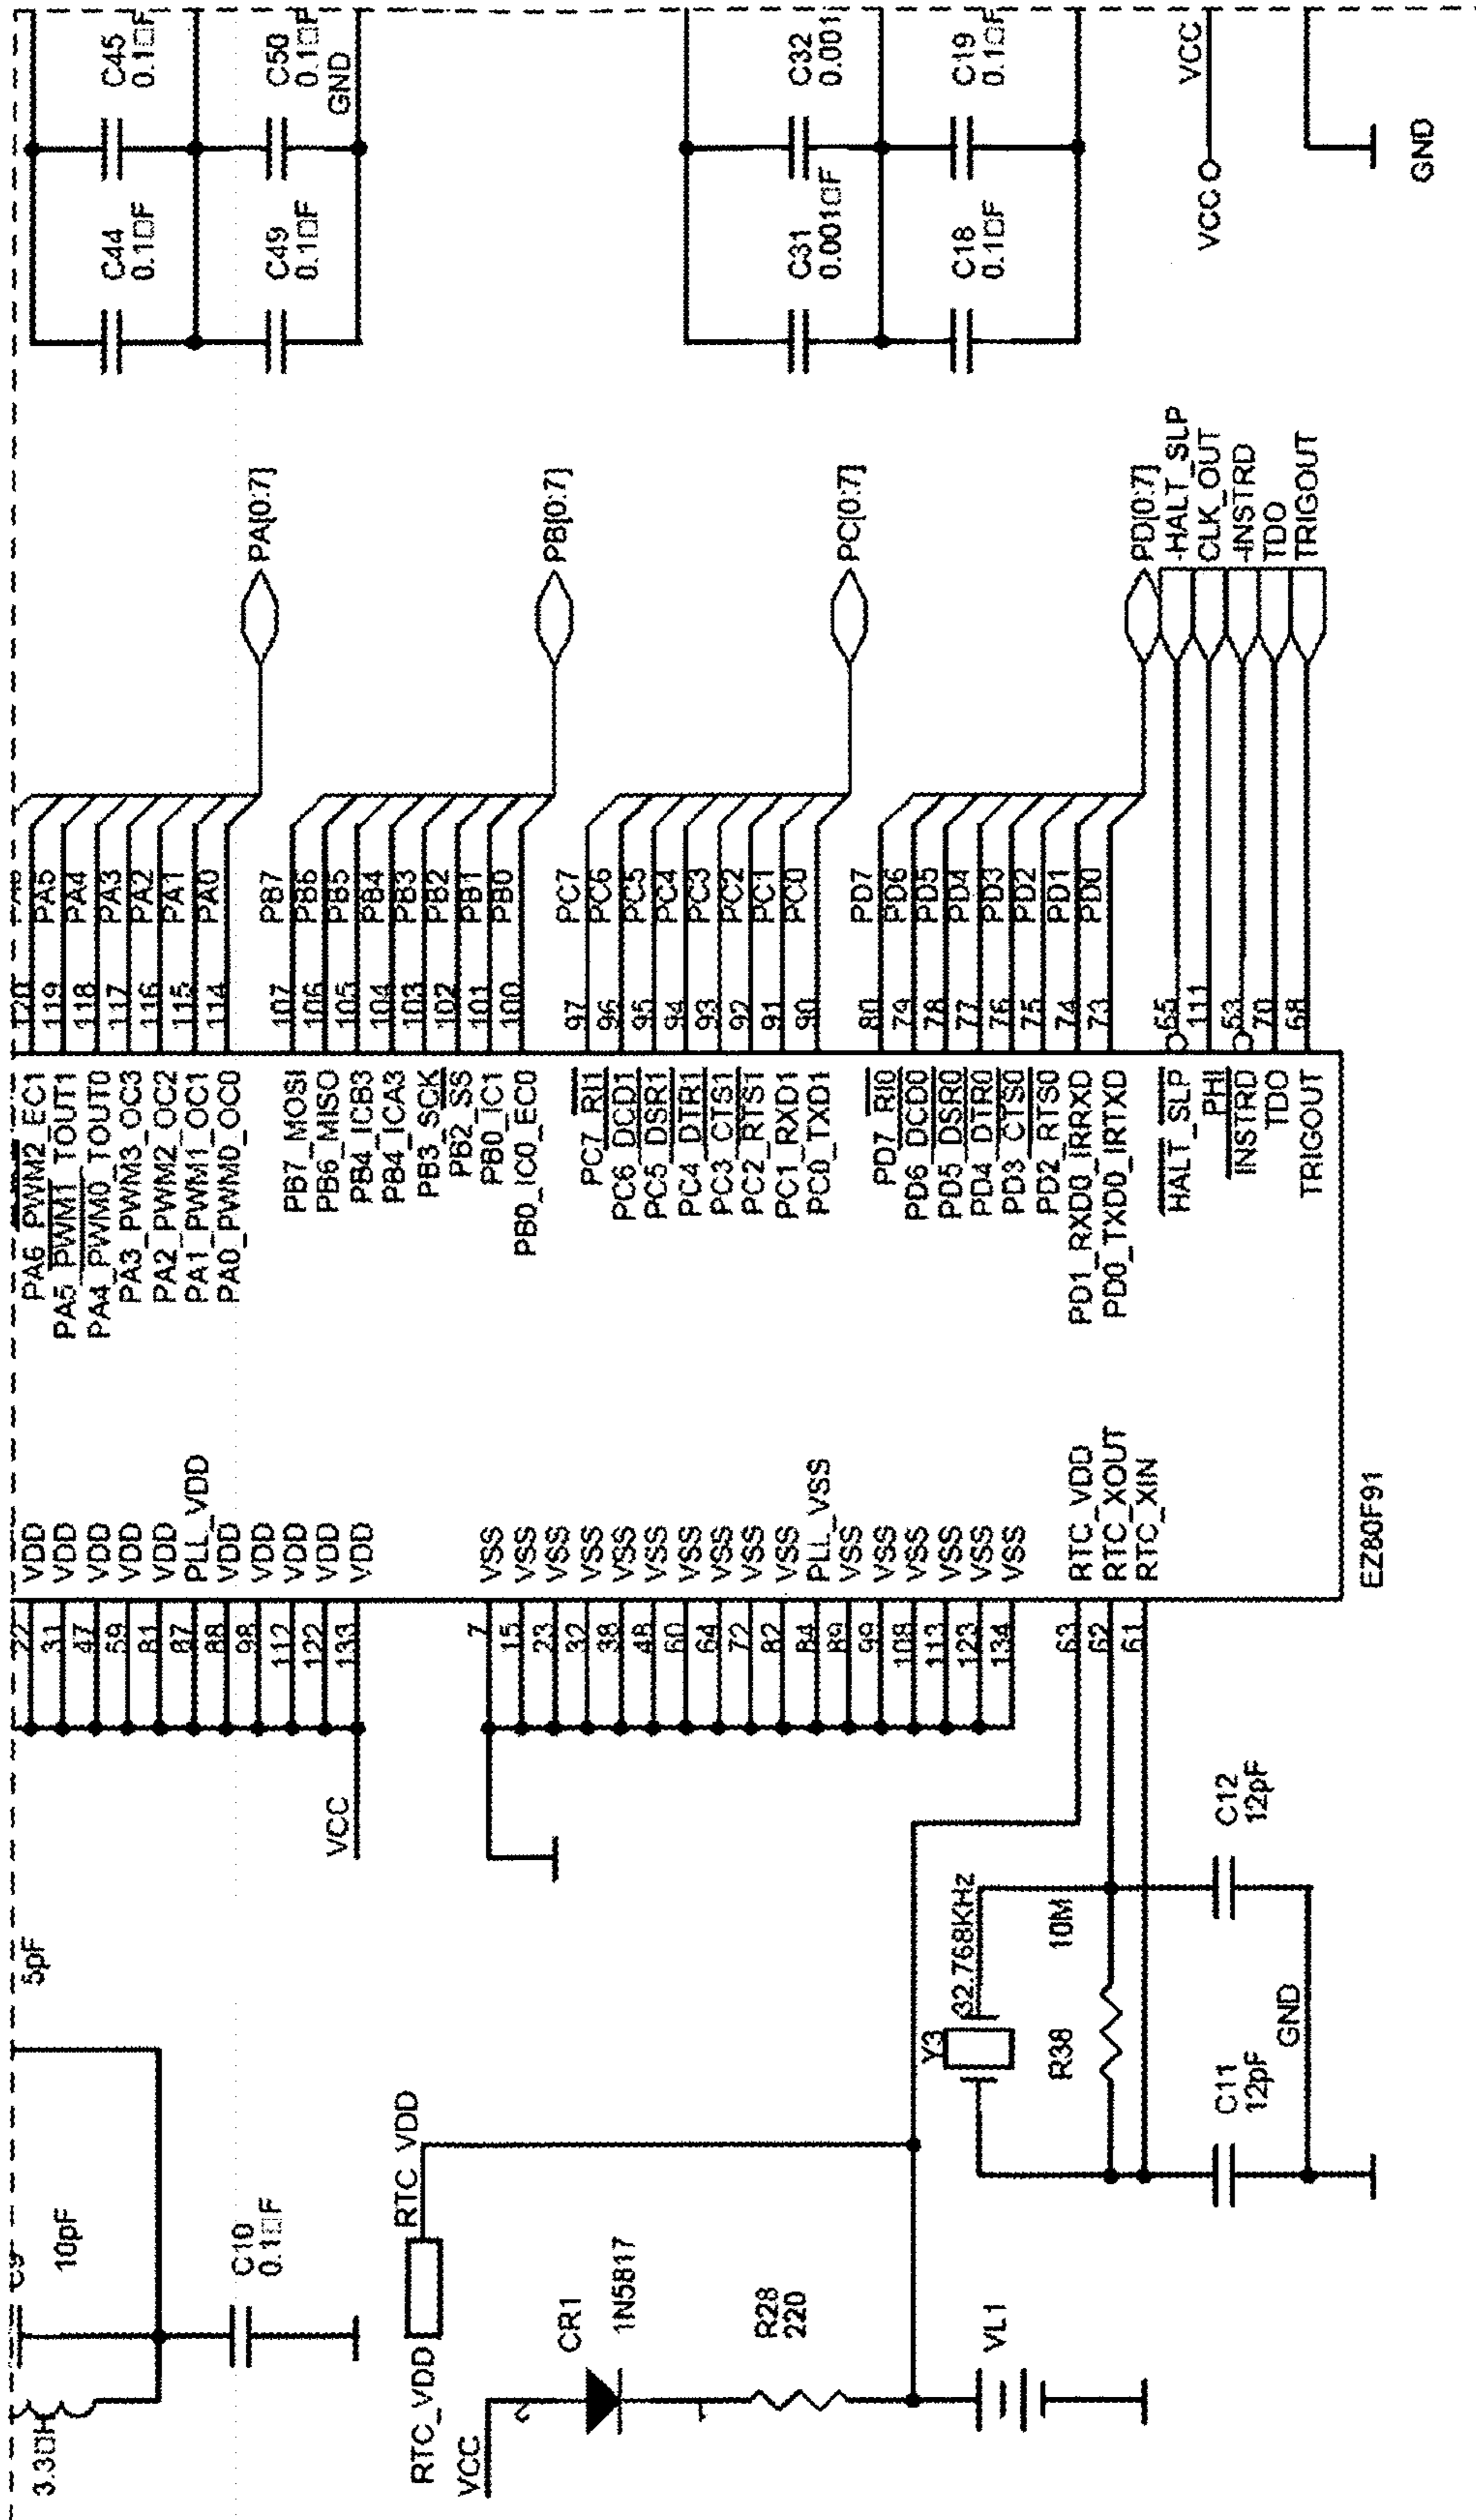 3.3□H
10pF
5pF
C10
0.1□F
RTC_VDD
RTC_VDD
VCC
CR1
1N5817
R28
220
VL1
Y3
32.768KHz
R38
10M
C11
12pF
C12
12pF
GND
VCC
22 VDD
31 VDD
47 VDD
59 VDD
81 VDD
87 PLL_VDD
88 VDD
98 VDD
112 VDD
122 VDD
133 VDD
7 VSS
15 VSS
23 VSS
32 VSS
38 VSS
48 VSS
60 VSS
64 VSS
72 VSS
82 VSS
84 PLL_VSS
89 VSS
99 VSS
108 VSS
113 VSS
123 VSS
134 VSS
63 RTC_VDD
62 RTC_XOUT
61 RTC_XIN
EZ80F91
PA6_PWM2_EC1 120
PA5_PWM1_TOUT1 119 PA5
PA4_PWM0_TOUT0 118 PA4
PA3_PWM3_OC3 117 PA3
PA2_PWM2_OC2 116 PA2
PA1_PWM1_OC1 115 PA1
PA0_PWM0_OC0 114 PA0
PA[0:7]
PB7_MOSI 107 PB7
PB6_MISO 106 PB6
PB4_ICB3 105 PB5
PB4_ICA3 104 PB4
PB3_SCK 103 PB3
PB2_SS 102 PB2
PB0_IC1 101 PB1
PB0_IC0_EC0 100 PB0
PB[0:7]
PC7_RI1 97 PC7
PC6_DCD1 96 PC6
PC5_DSR1 95 PC5
PC4_DTR1 94 PC4
PC3_CTS1 93 PC3
PC2_RTS1 92 PC2
PC1_RXD1 91 PC1
PC0_TXD1 90 PC0
PC[0:7]
PD7_RI0 80 PD7
PD6_DCD0 79 PD6
PD5_DSR0 78 PD5
PD4_DTR0 77 PD4
PD3_CTS0 76 PD3
PD2_RTS0 75 PD2
PD1_RXD0_IRRXD 74 PD1
PD0_TXD0_IRTXD 73 PD0
PD[0:7]
HALT_SLP 55 -HALT_SLP
PHI 111 CLK_OUT
INSTRD 53 -INSTRD
TDO 70 TDO
TRIGOUT 68 TRIGOUT
C44
0.1□F
C45
0.1□F
C49
0.1□F
C50
0.1□F
GND
C31
0.001□F
C32
0.001
C18
0.1□F
C19
0.1□F
VCC
VCC
GND